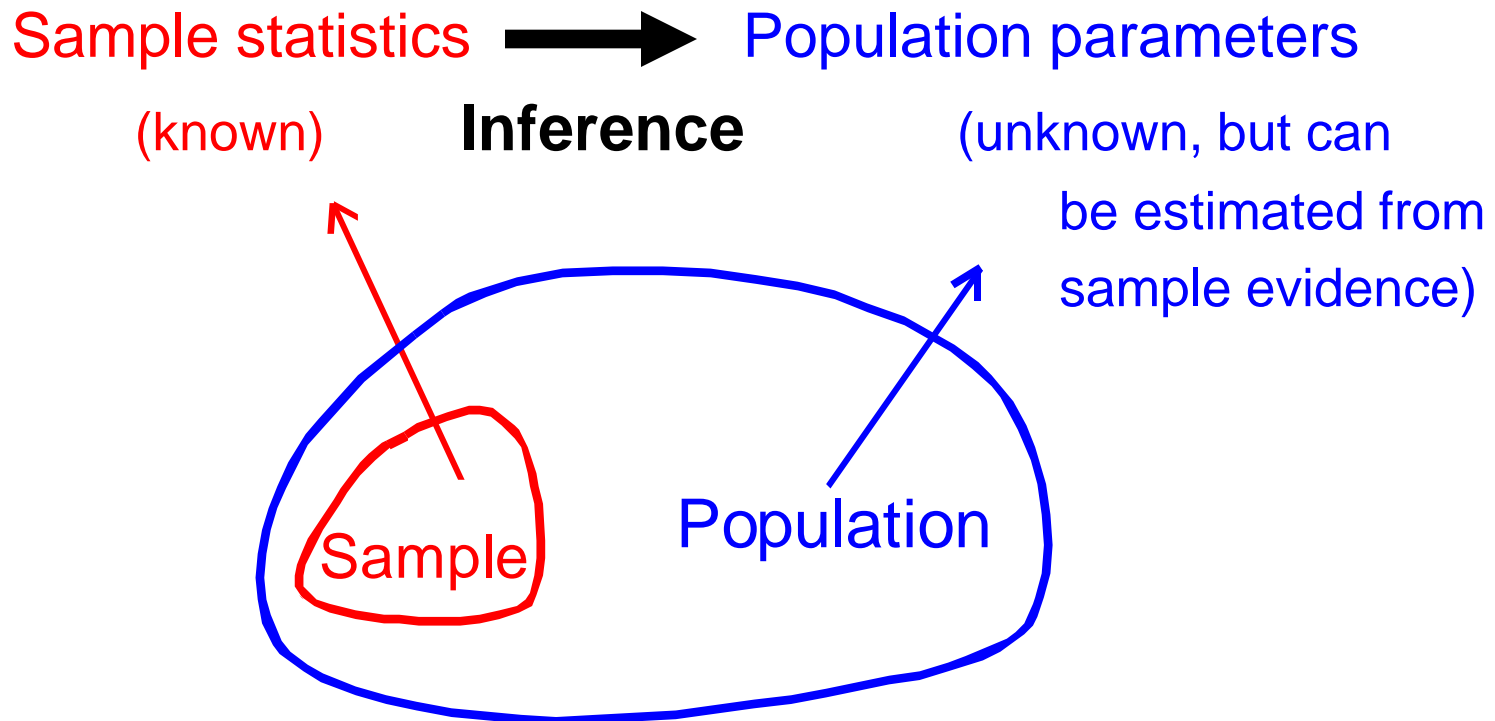 Sample statistics Population parameters
(known) Inference (unknown, but can
be estimated from
sample evidence)
Population
Sample